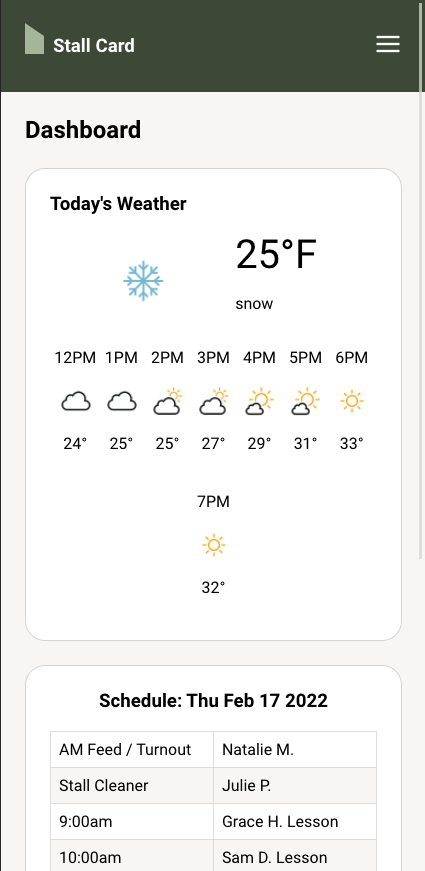 Stall Card
Dashboard
Today's Weather
25°F
snow
12PM 1PM 2PM 3PM 4PM 5PM 6PM
24° 25° 25° 27° 29° 31° 33°
7PM
32°
Schedule: Thu Feb 17 2022
AM Feed / Turnout Natalie M.
Stall Cleaner Julie P.
9:00am Grace H. Lesson
10:00am Sam D. Lesson